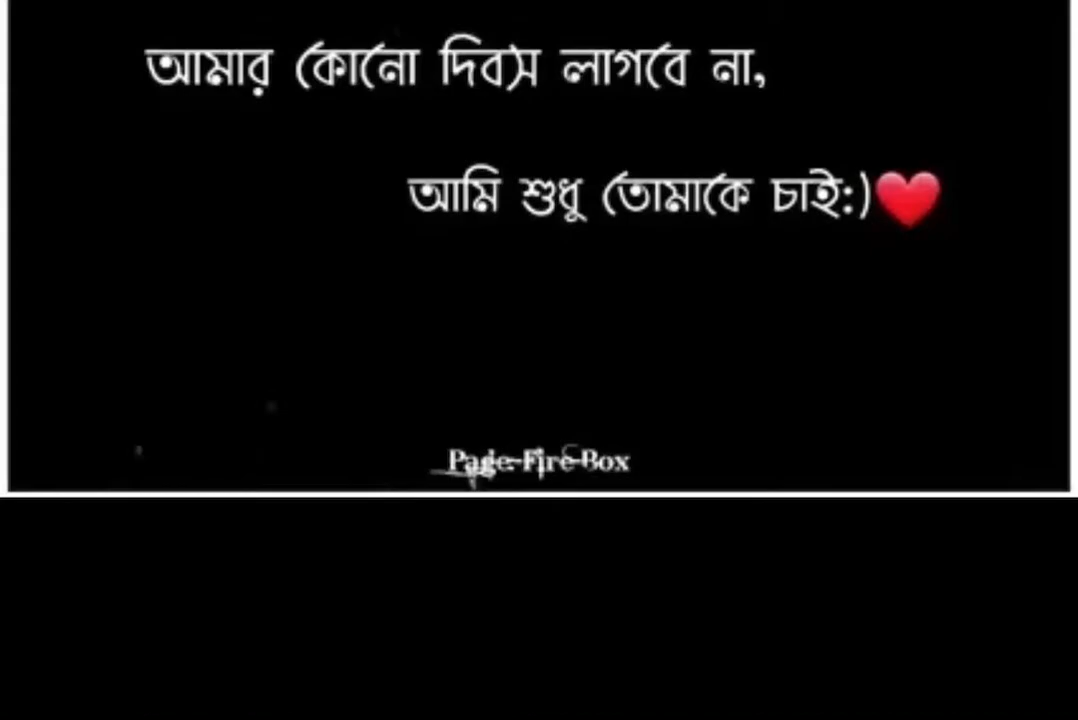 আমার কোনো দিবস লাগবে না,
আমি শুধু তোমাকে চাই:)❤️
Page:-Fire-Box